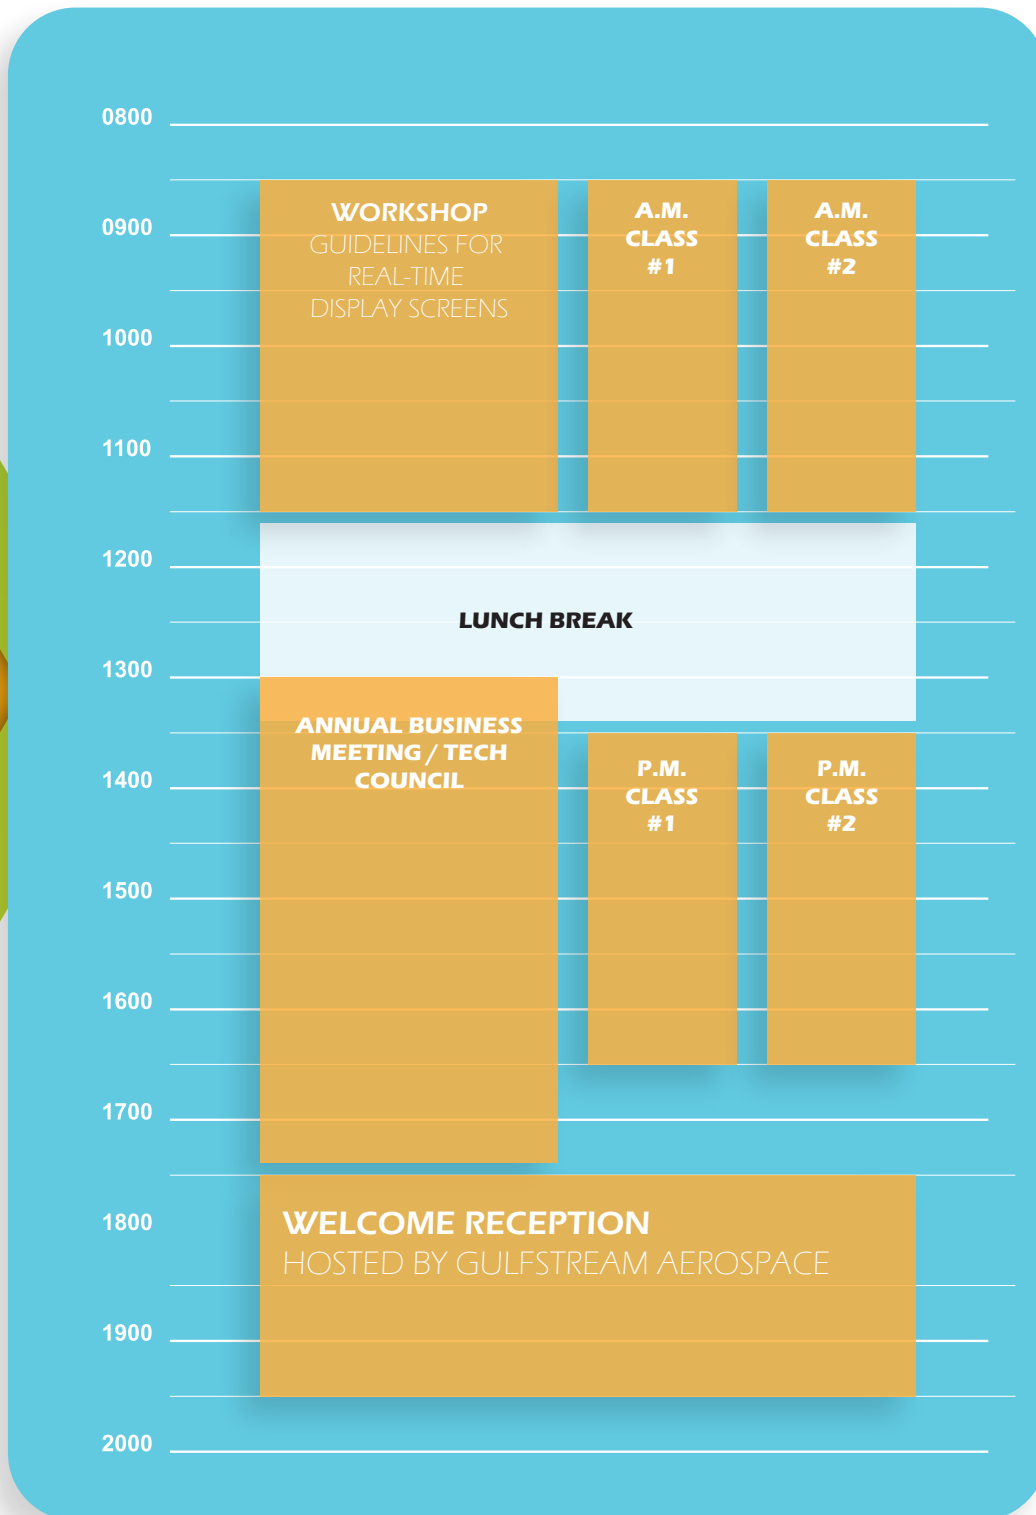 0800
WORKSHOP
GUIDELINES FOR
REAL-TIME
DISPLAY SCREENS
A.M.
CLASS
#1
A.M.
CLASS
#2
0900
1000
1100
1200
LUNCH BREAK
1300
ANNUAL BUSINESS
MEETING / TECH
COUNCIL
P.M.
CLASS
#1
P.M.
CLASS
#2
1400
1500
1600
1700
1800
WELCOME RECEPTION
HOSTED BY GULFSTREAM AEROSPACE
1900
2000